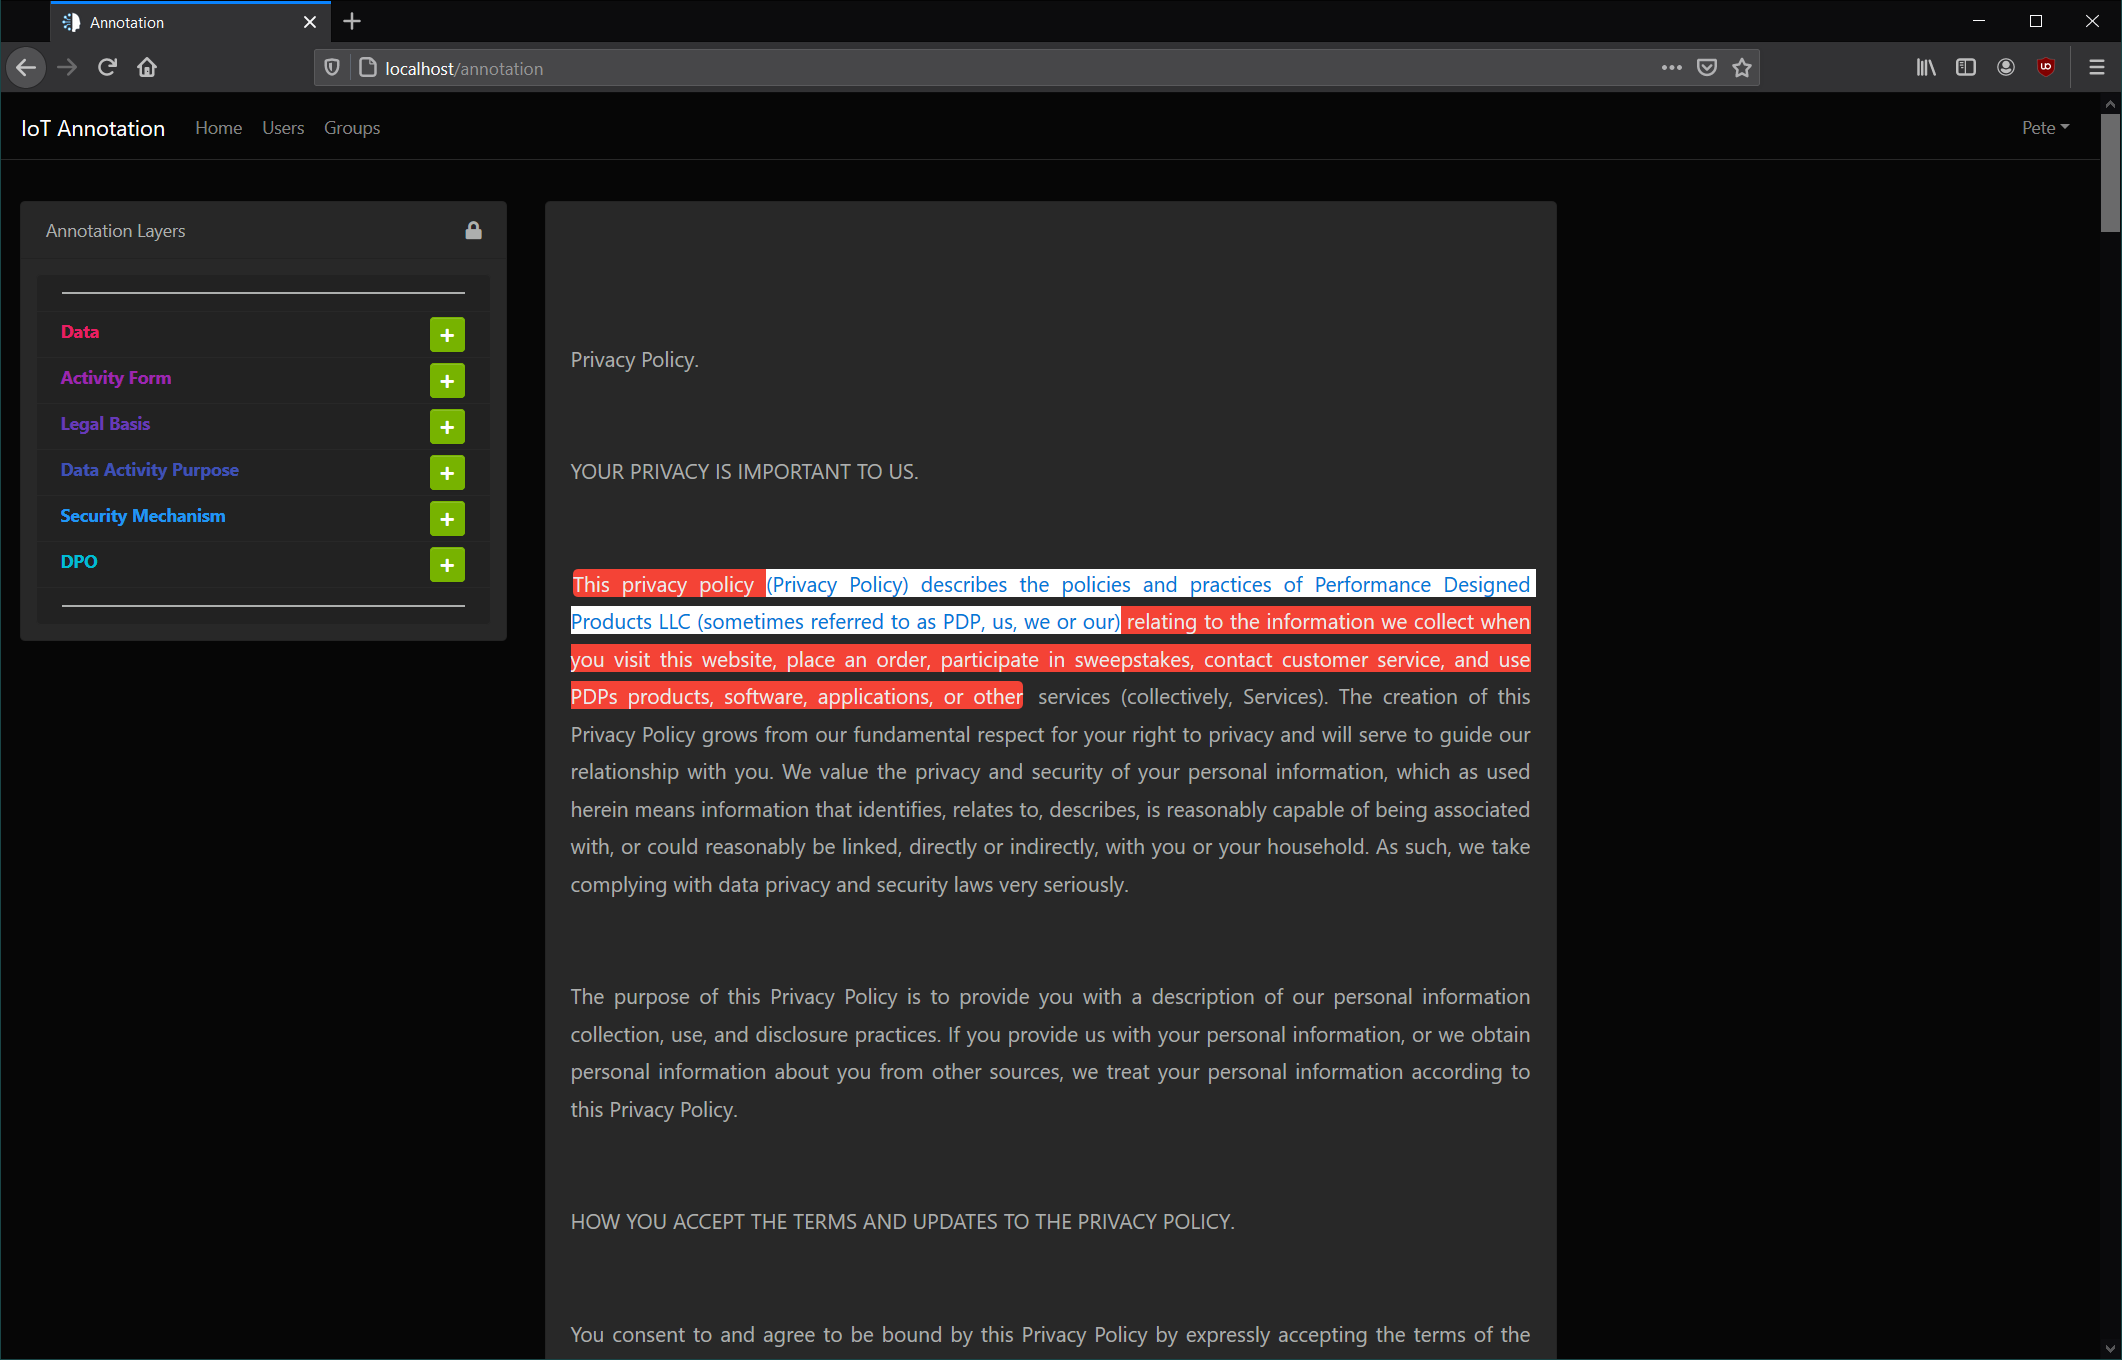 Annotation
localhost/annotation
IoT Annotation Home Users Groups Pete
Annotation Layers
Data
Activity Form
Legal Basis
Data Activity Purpose
Security Mechanism
DPO
Privacy Policy.
YOUR PRIVACY IS IMPORTANT TO US.
This privacy policy (Privacy Policy) describes the policies and practices of Performance Designed
Products LLC (sometimes referred to as PDP, us, we or our) relating to the information we collect when
you visit this website, place an order, participate in sweepstakes, contact customer service, and use
PDPs products, software, applications, or other services (collectively, Services). The creation of this
Privacy Policy grows from our fundamental respect for your right to privacy and will serve to guide our
relationship with you. We value the privacy and security of your personal information, which as used
herein means information that identifies, relates to, describes, is reasonably capable of being associated
with, or could reasonably be linked, directly or indirectly, with you or your household. As such, we take
complying with data privacy and security laws very seriously.
The purpose of this Privacy Policy is to provide you with a description of our personal information
collection, use, and disclosure practices. If you provide us with your personal information, or we obtain
personal information about you from other sources, we treat your personal information according to
this Privacy Policy.
HOW YOU ACCEPT THE TERMS AND UPDATES TO THE PRIVACY POLICY.
You consent to and agree to be bound by this Privacy Policy by expressly accepting the terms of the